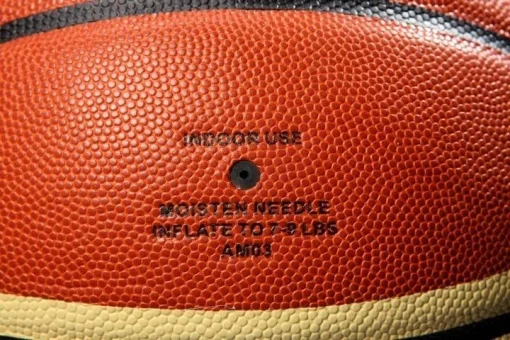 INDOOR USE
MOISTEN NEEDLE
INFLATE TO 7-9 LBS
AM03